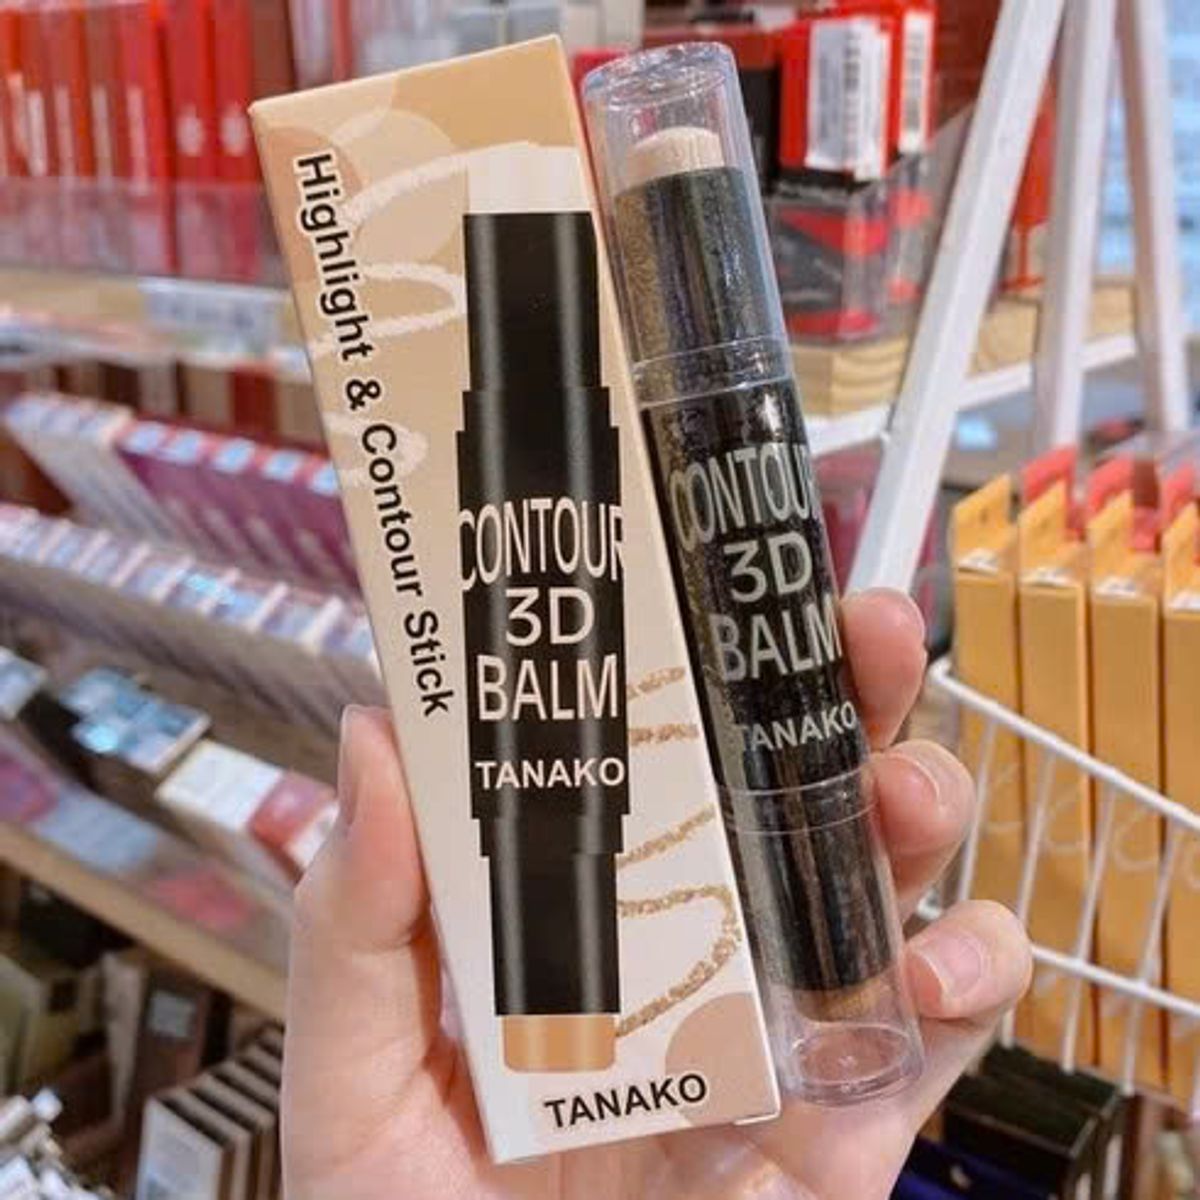 Highlight & Contour Stick
CONTOUR
3D
BALM
TANAKO
TANAKO
CONTOUR
3D
BALM
TANAKO